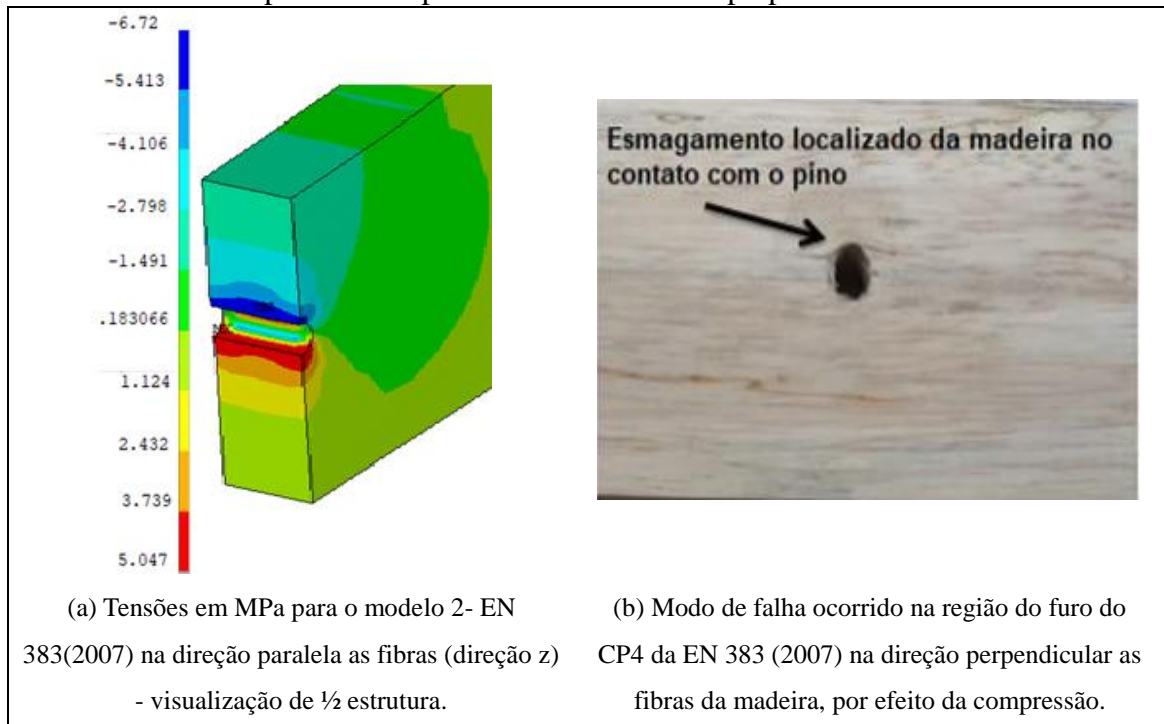 -6.72
-5.413
-4.106
-2.798
-1.491
.183066
1.124
2.432
3.739
5.047
Esmagamento localizado da madeira no
contato com o pino
(a) Tensões em MPa para o modelo 2- EN
383(2007) na direção paralela as fibras (direção z)
- visualização de ½ estrutura.
(b) Modo de falha ocorrido na região do furo do
CP4 da EN 383 (2007) na direção perpendicular as
fibras da madeira, por efeito da compressão.